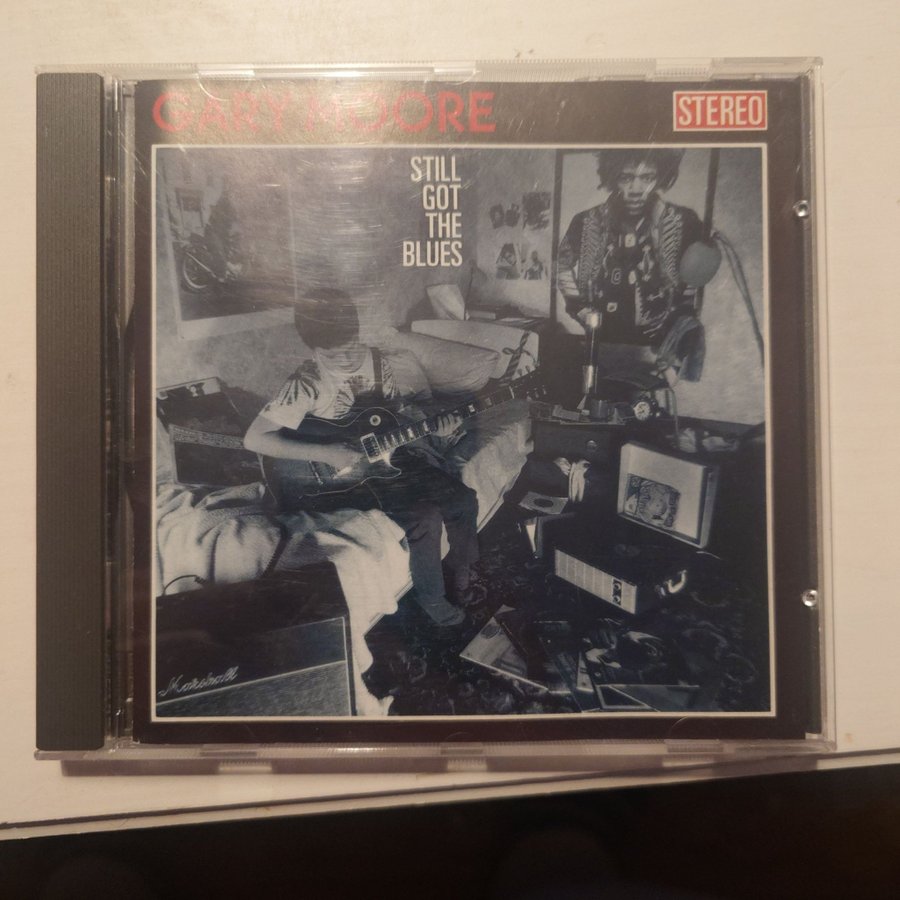 GARY MOORE
STEREO
STILL
GOT
THE
BLUES
Marshall